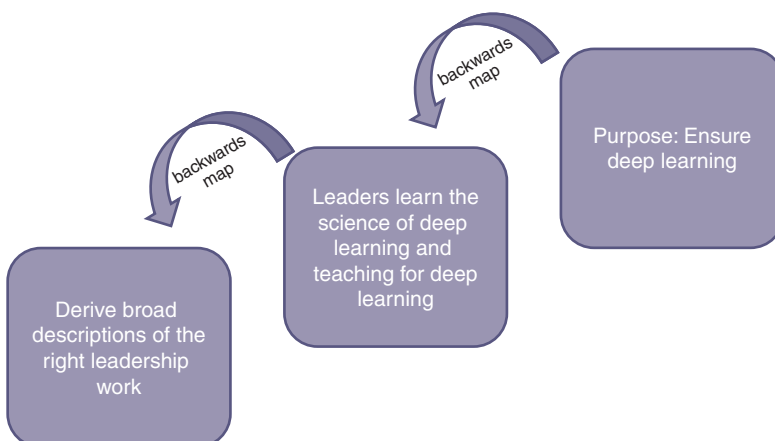 backwards
map
Purpose: Ensure
deep learning
backwards
map
Leaders learn the
science of deep
learning and
teaching for deep
learning
Derive broad
descriptions of the
right leadership
work